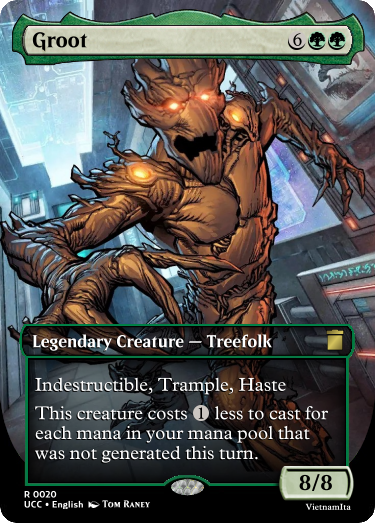 Groot 6
Legendary Creature — Treefolk
Indestructible, Trample, Haste
This creature costs 1 less to cast for
each mana in your mana pool that
was not generated this turn.
8/8
R 0020
UCC • English Tom Raney
VietnamIta